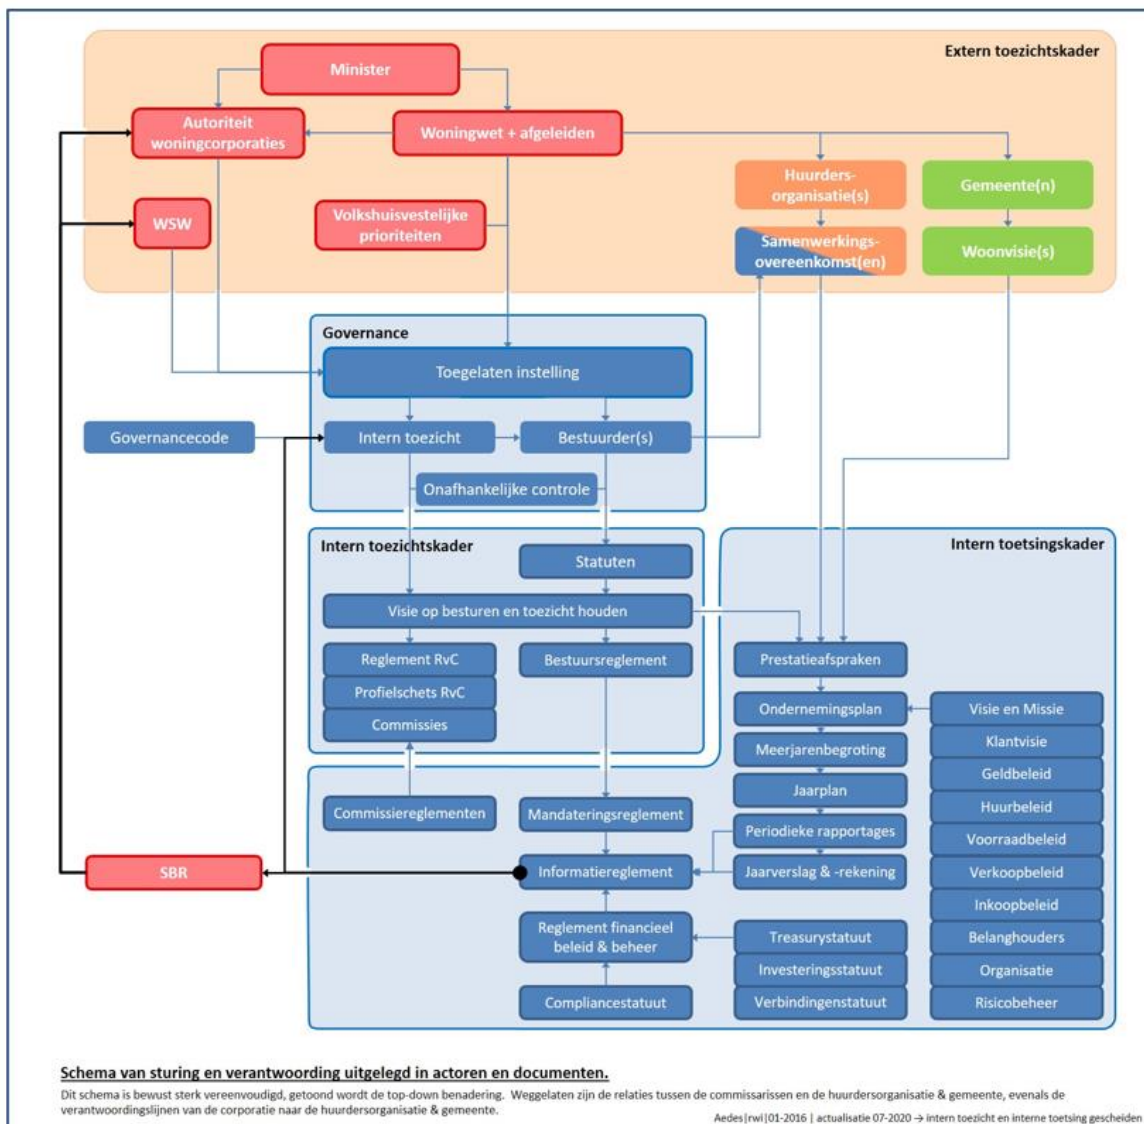 Extern toezichtskader
Minister
Autoriteit
woningcorporaties
Woningwet + afgeleiden
Huurders-
organisatie(s)
Gemeente(n)
WSW
Volkshuisvestelijke
prioriteiten
Samenwerkings-
overeenkomst(en)
Woonvisie(s)
Governance
Toegelaten instelling
Governancecode
Intern toezicht
Bestuurder(s)
Onafhankelijke controle
Intern toezichtskader
Statuten
Visie op besturen en toezicht houden
Reglement RvC
Profielschets RvC
Commissies
Bestuursreglement
Intern toetsingskader
Prestatieafspraken
Ondernemingsplan
Meerjarenbegroting
Jaarplan
Periodieke rapportages
Jaarverslag & -rekening
Visie en Missie
Klantvisie
Geldbeleid
Huurbeleid
Voorraadbeleid
Verkoopbeleid
Inkoopbeleid
Belanghouders
Organisatie
Risicobeheer
Commissiereglementen
Mandateringsreglement
SBR
Informatiereglement
Reglement financieel
beleid & beheer
Compliancestatuut
Treasurystatuut
Investeringsstatuut
Verbindingenstatuut
Schema van sturing en verantwoording uitgelegd in actoren en documenten.
Dit schema is bewust sterk vereenvoudigd, getoond wordt de top-down benadering. Weggelaten zijn de relaties tussen de commissarissen en de huurdersorganisatie & gemeente, evenals de
verantwoordingslijnen van de corporatie naar de huurdersorganisatie & gemeente.
Aedes|rwi|01-2016 | actualisatie 07-2020 → intern toezicht en interne toetsing gescheiden